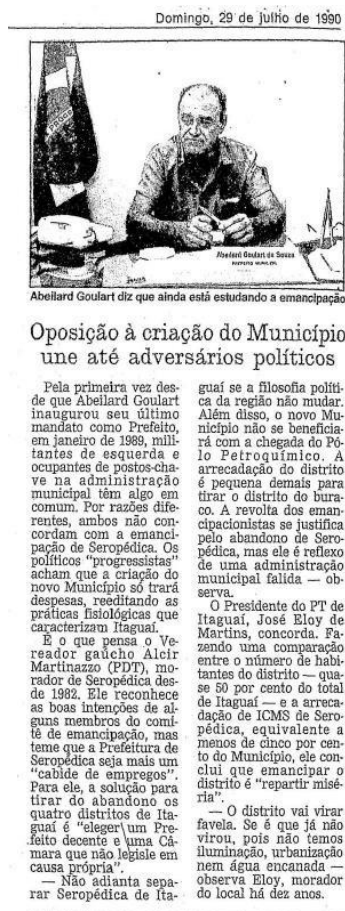 Domingo, 29 de julho de 1990
Abeilard Goulart de Souza
PREFEITO MUNICIPAL
Abeilard Goulart diz que ainda está estudando a emancipação
Oposição à criação do Município
une até adversários políticos
Pela primeira vez des-
de que Abeilard Goulart
inaugurou seu último
mandato como Prefeito,
em janeiro de 1989, mili-
tantes de esquerda e
ocupantes de postos-cha-
ve na administração
municipal têm algo em
comum. Por razões dife-
rentes, ambos não con-
cordam com a emanci-
pação de Seropédica. Os
políticos "progressistas"
acham que a criação do
novo Município só trará
despesas, reeditando as
práticas fisiológicas que
caracterizam Itaguaí.
É o que pensa o Ve-
reador gaúcho Alcir
Martinazzo (PDT), mo-
rador de Seropédica des-
de 1982. Ele reconhece
as boas intenções de al-
guns membros do comi-
tê de emancipação, mas
teme que a Prefeitura de
Seropédica seja mais um
"cabide de empregos".
Para ele, a solução para
tirar do abandono os
quatro distritos de Ita-
guaí é "eleger um Pre-
feito decente e uma Câ-
mara que não legisle em
causa própria".
— Não adianta sepa-
rar Seropédica de Ita-
guaí se a filosofia políti-
ca da região não mudar.
Além disso, o novo Mu-
nicípio não se beneficia-
rá com a chegada do Pó-
lo Petroquímico. A
arrecadação do distrito
é pequena demais para
tirar o distrito do bura-
co. A revolta dos eman-
cipacionistas se justifica
pelo abandono de Sero-
pédica, mas ele é reflexo
de uma administração
municipal falida — ob-
serva.
O Presidente do PT de
Itaguaí, José Eloy de
Martins, concorda. Fa-
zendo uma comparação
entre o número de habi-
tantes do distrito — qua-
se 50 por cento do total
de Itaguaí — e a arreca-
dação de ICMS de Sero-
pédica, equivalente a
menos de cinco por cen-
to do Município, ele con-
clui que emancipar o
distrito é "repartir misé-
ria".
— O distrito vai virar
favela. Se é que já não
virou, pois não temos
iluminação, urbanização
nem água encanada —
observa Eloy, morador
do local há dez anos.